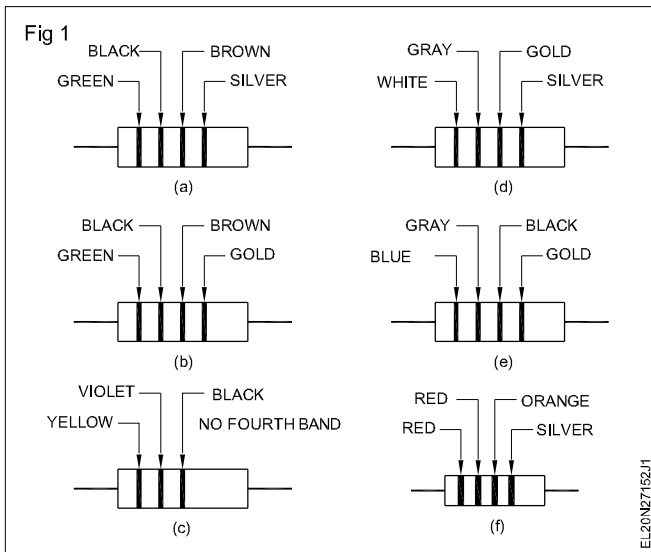 Fig 1
BLACK BROWN
GREEN SILVER
(a)
GRAY GOLD
WHITE SILVER
(d)
BLACK BROWN
GREEN GOLD
(b)
GRAY BLACK
BLUE GOLD
(e)
VIOLET BLACK
YELLOW NO FOURTH BAND
(c)
RED ORANGE
RED SILVER
(f)
EL20N27152J1